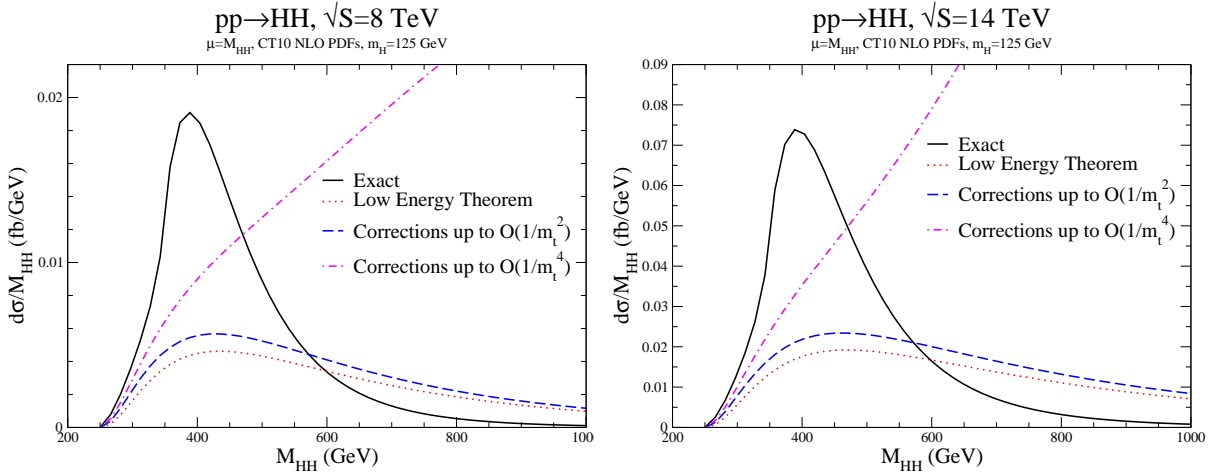 pp→HH, √S=8 TeV
μ=M_HH, CT10 NLO PDFs, m_H=125 GeV
dσ/M_HH (fb/GeV)
0.02
0.01
0
Exact
Low Energy Theorem
Corrections up to O(1/m_t^2)
Corrections up to O(1/m_t^4)
200 400 600 800 1000
M_HH (GeV)
pp→HH, √S=14 TeV
μ=M_HH, CT10 NLO PDFs, m_H=125 GeV
dσ/M_HH (fb/GeV)
0.09
0.08
0.07
0.06
0.05
0.04
0.03
0.02
0.01
0
Exact
Low Energy Theorem
Corrections up to O(1/m_t^2)
Corrections up to O(1/m_t^4)
200 400 600 800 1000
M_HH (GeV)